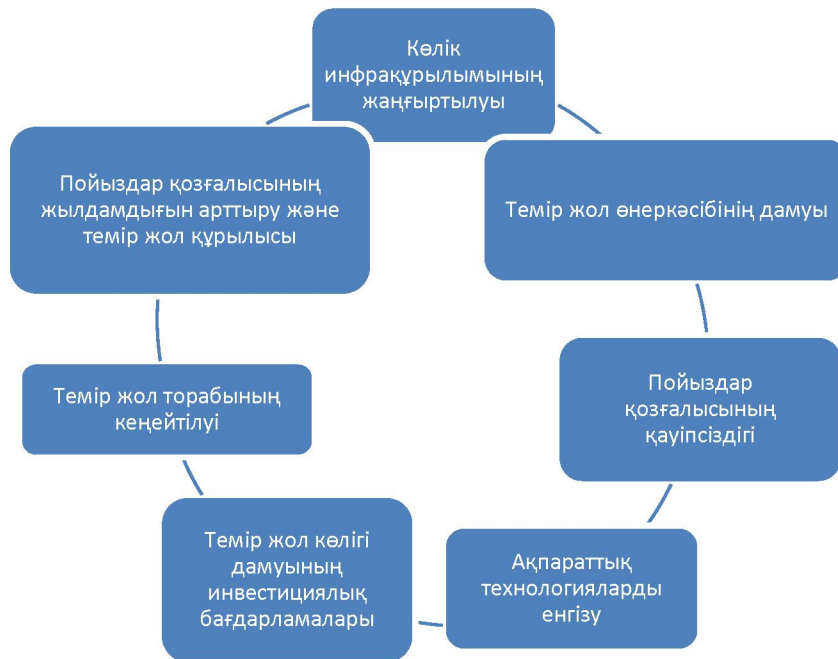 Көлік
инфрақұрылымының
жаңғыртылуы
Темір жол өнеркәсібінің дамуы
Пойыздар
қозғалысының
қауіпсіздігі
Ақпараттық
технологияларды
енгізу
Темір жол көлігі
дамуының
инвестициялық
бағдарламалары
Темір жол торабының
кеңейтілуі
Пойыздар қозғалысының
жылдамдығын арттыру және
темір жол құрылысы